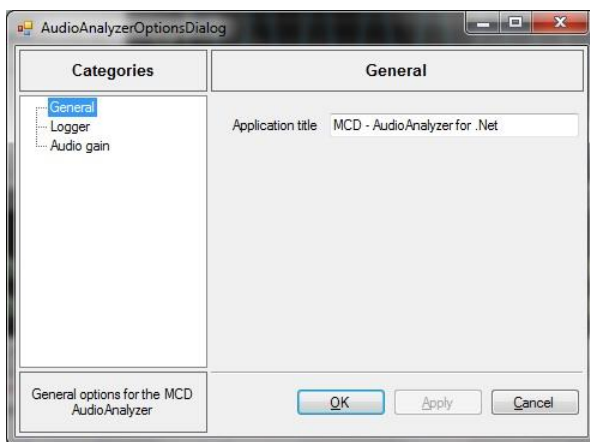 AudioAnalyzerOptionsDialog
Categories
General
General
Logger
Audio gain
Application title
MCD - AudioAnalyzer for .Net
General options for the MCD
AudioAnalyzer
OK
Apply
Cancel